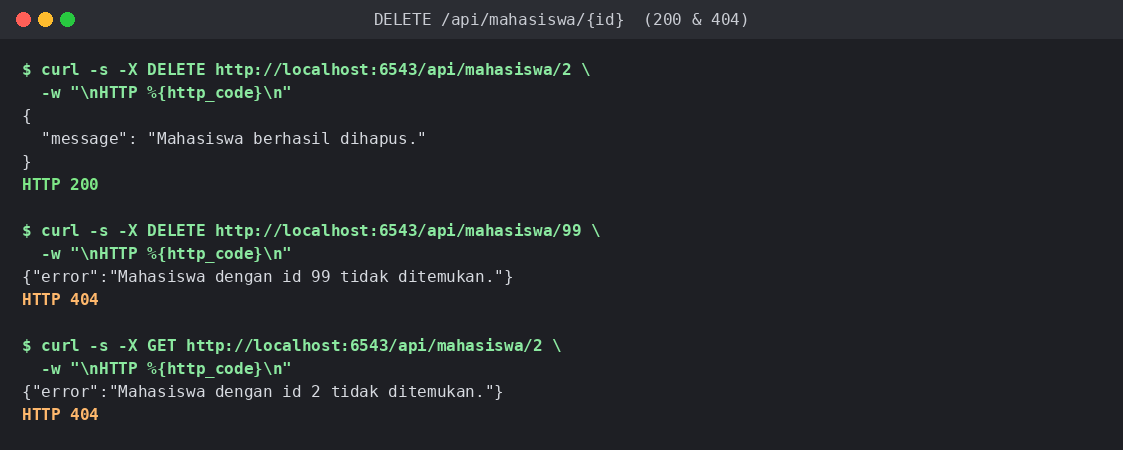 DELETE /api/mahasiswa/{id}  (200 & 404)
$ curl -s -X DELETE http://localhost:6543/api/mahasiswa/2 \
  -w "\nHTTP %{http_code}\n"
{
  "message": "Mahasiswa berhasil dihapus."
}
HTTP 200
$ curl -s -X DELETE http://localhost:6543/api/mahasiswa/99 \
  -w "\nHTTP %{http_code}\n"
{"error":"Mahasiswa dengan id 99 tidak ditemukan."}
HTTP 404
$ curl -s -X GET http://localhost:6543/api/mahasiswa/2 \
  -w "\nHTTP %{http_code}\n"
{"error":"Mahasiswa dengan id 2 tidak ditemukan."}
HTTP 404